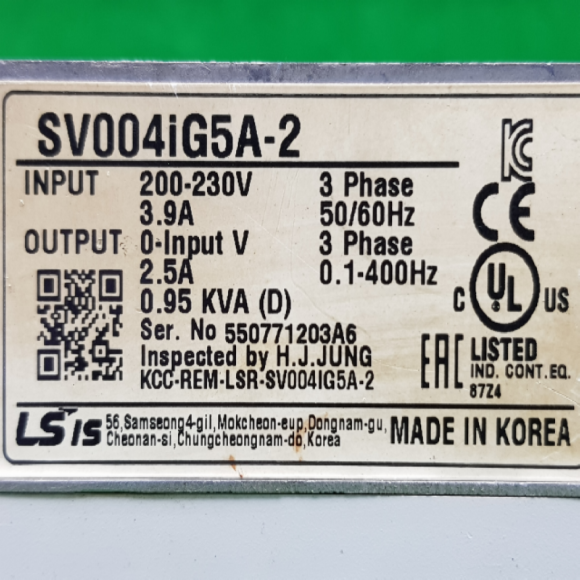 SV004iG5A-2
INPUT 200-230V 3 Phase
3.9A 50/60Hz
OUTPUT 0-Input V 3 Phase
2.5A 0.1-400Hz
0.95 KVA (D)
Ser. No 550771203A6
Inspected by H.J.JUNG
KCC-REM-LSR-SV004IG5A-2
KC
CE
C UL US
EAC LISTED
IND. CONT. EQ.
87Z4
LS is 56,Samseong4-gil,Mokcheon-eup,Dongnam-gu,
Cheonan-si,Chungcheongnam-do,Korea
MADE IN KOREA